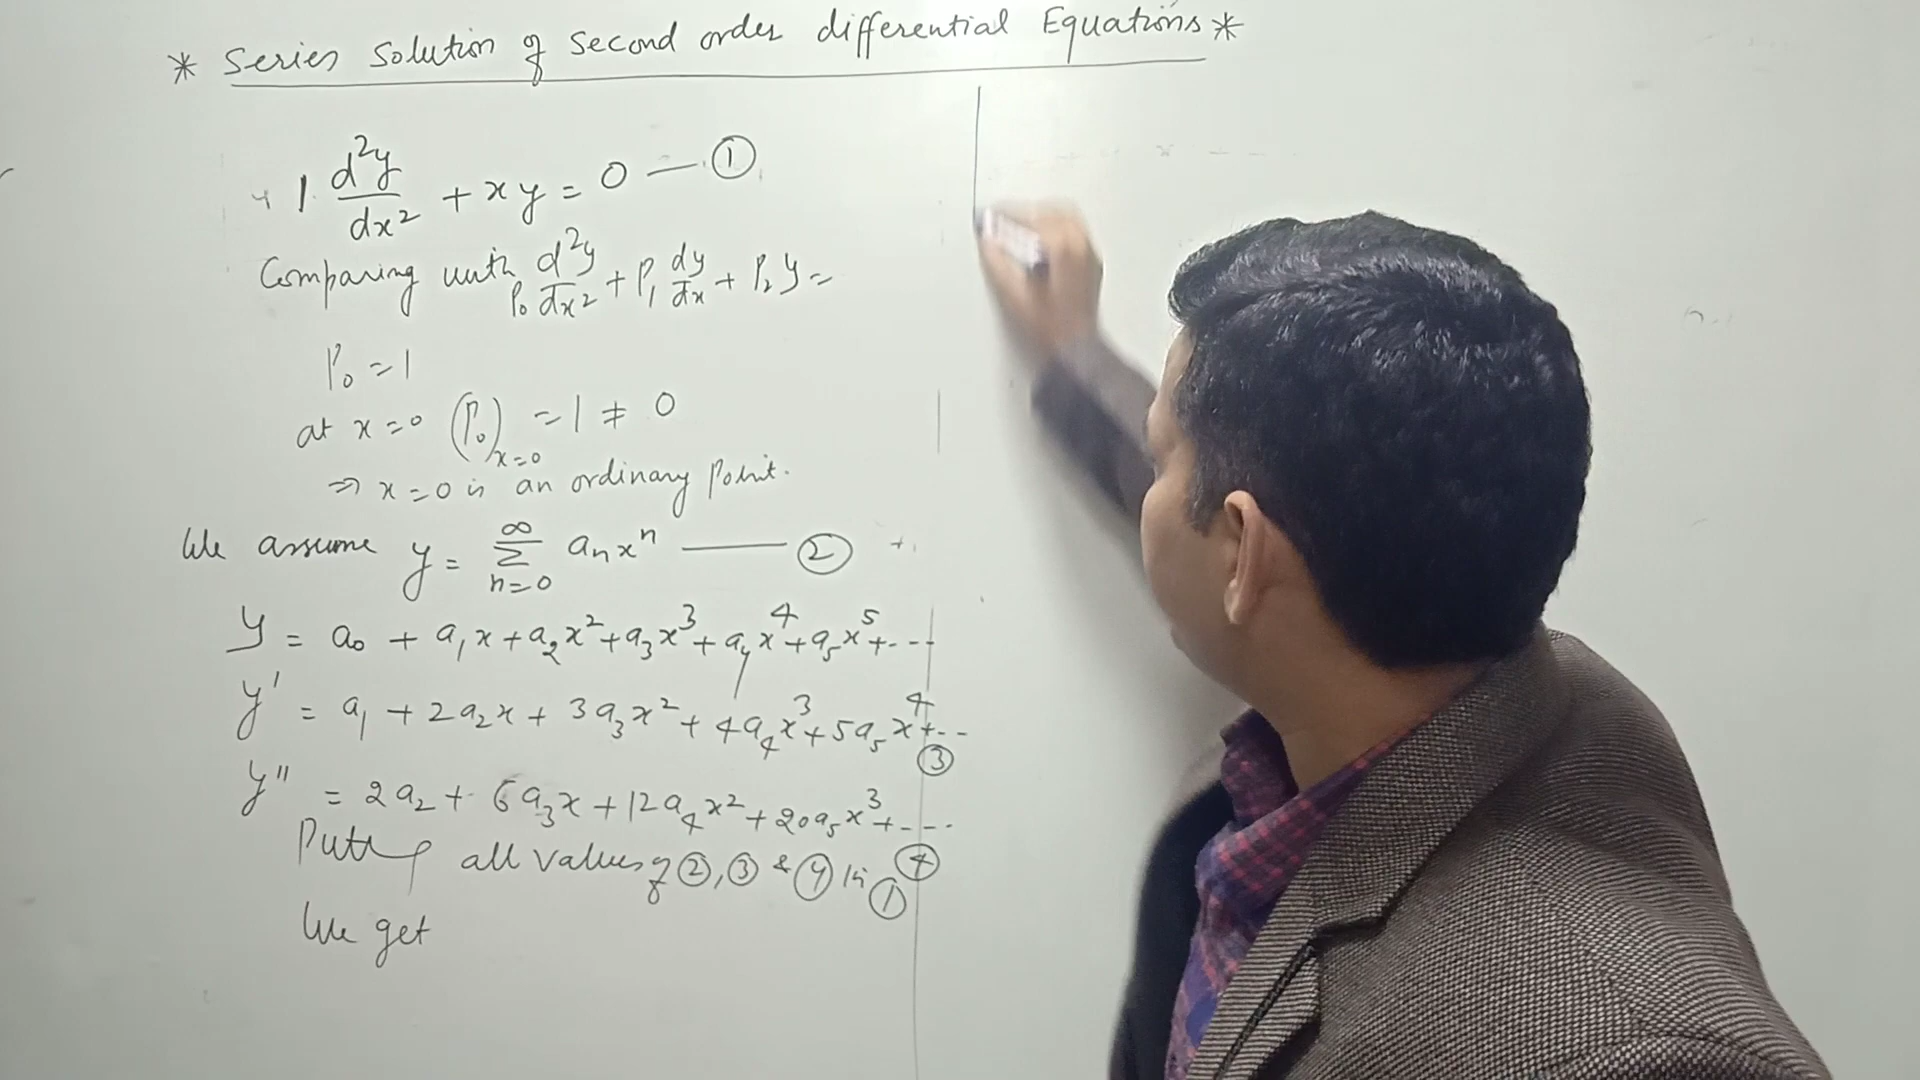 * Series Solution of Second order differential Equations *
1. d²y/dx² + xy = 0 — ①
Comparing with P₀ d²y/dx² + P₁ dy/dx + P₂ y =
P₀ = 1
at x=0 (P₀)ₓ₌₀ = 1 ≠ 0
⇒ x=0 is an ordinary Point.
We assume y = ∞ Σ n=0 aₙxⁿ — ②
y = a₀ + a₁x + a₂x² + a₃x³ + a₄x⁴ + a₅x⁵ + ---
y' = a₁ + 2a₂x + 3a₃x² + 4a₄x³ + 5a₅x⁴ + --- ③
y'' = 2a₂ + 6a₃x + 12a₄x² + 20a₅x³ + ---- ④
all values of ②, ③ & ④ in ①
We get